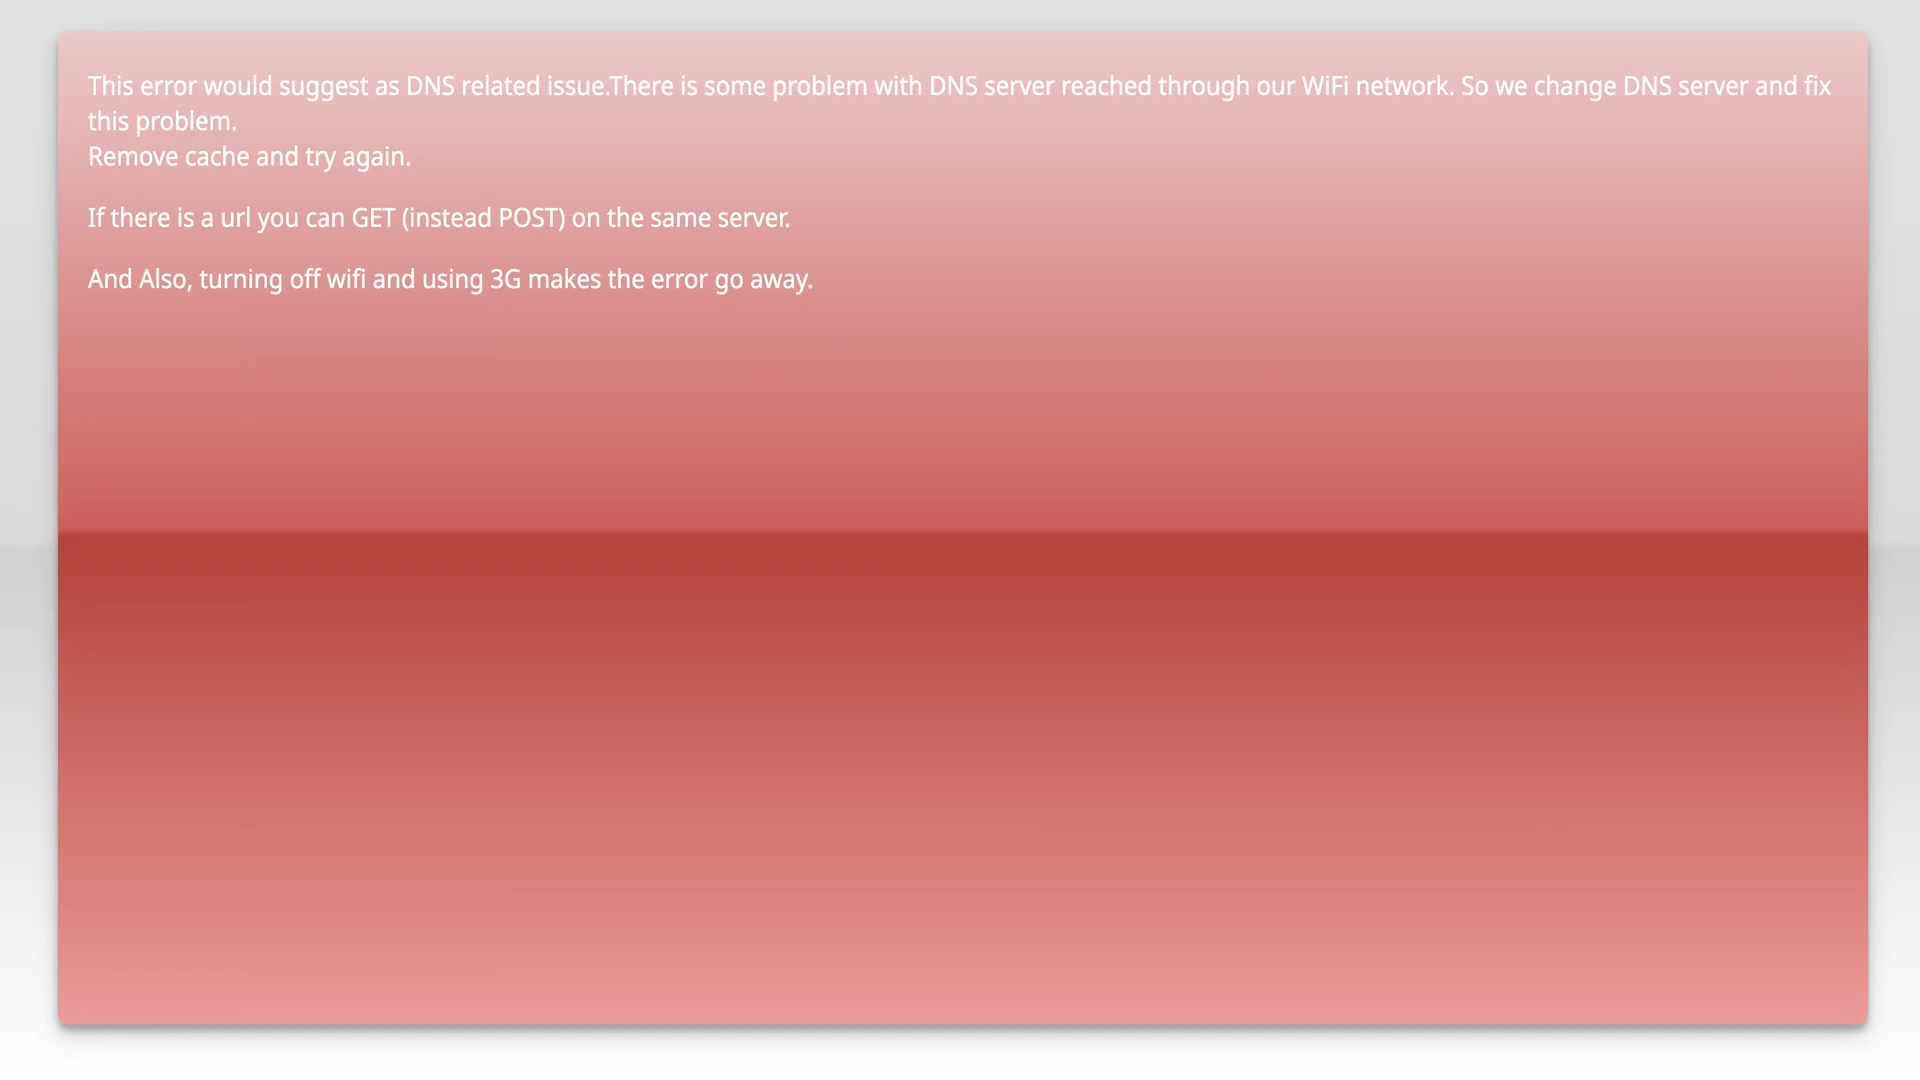 This error would suggest as DNS related issue.There is some problem with DNS server reached through our WiFi network. So we change DNS server and fix
this problem.
Remove cache and try again.
If there is a url you can GET (instead POST) on the same server.
And Also, turning off wifi and using 3G makes the error go away.